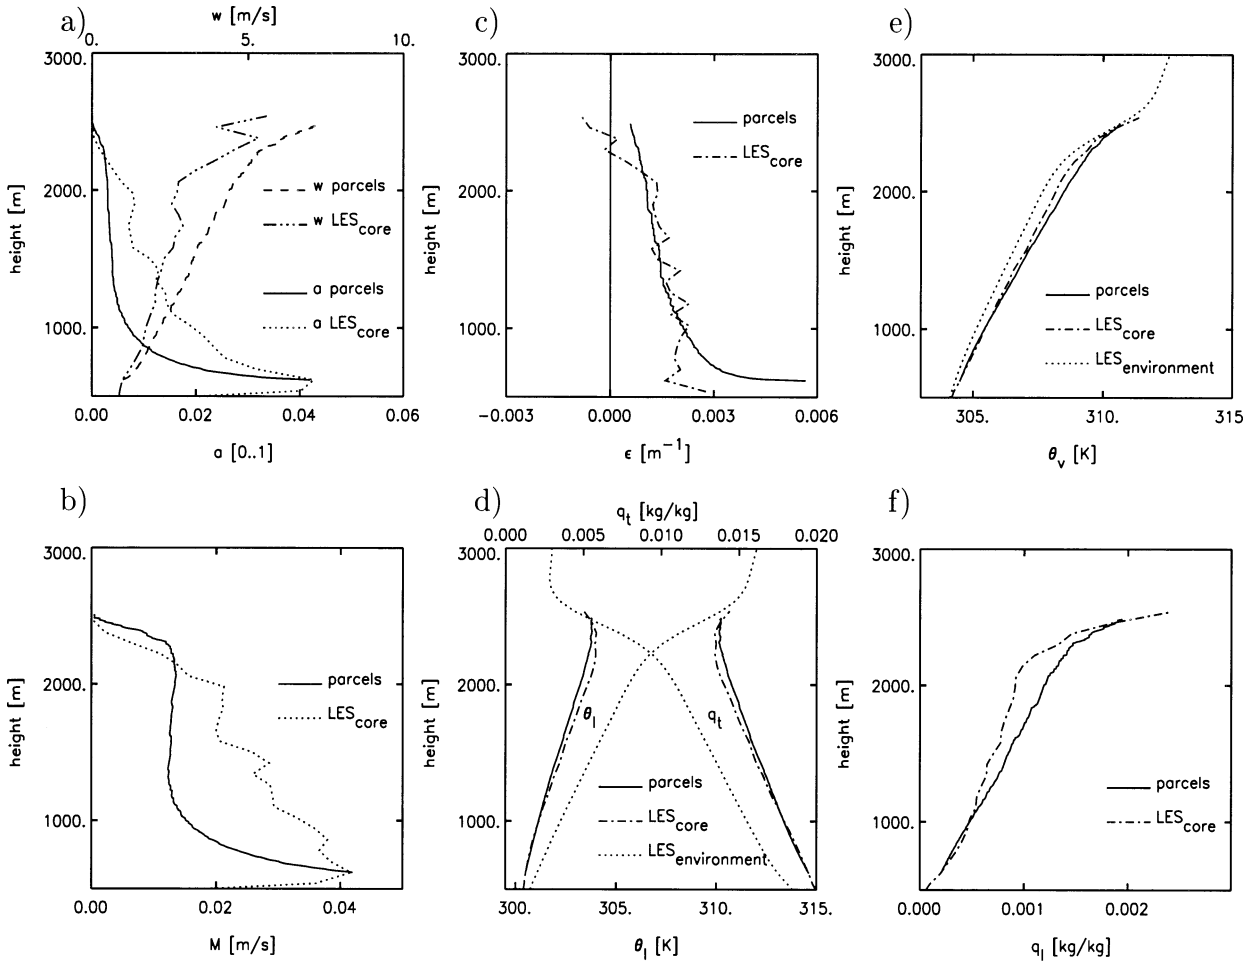 a)
w [m/s]
0. 5. 10.
3000.
2000.
1000.
height [m]
w parcels
w LES_core
a parcels
a LES_core
0.00 0.02 0.04 0.06
a [0..1]
c)
3000.
2000.
1000.
height [m]
parcels
LES_core
-0.003 0.000 0.003 0.006
ϵ [m^-1]
e)
3000.
2000.
1000.
height [m]
parcels
LES_core
LES_environment
305. 310. 315
θ_v [K]
b)
3000.
2000.
1000.
height [m]
parcels
LES_core
0.00 0.02 0.04
M [m/s]
d)
q_t [kg/kg]
0.000 0.005 0.010 0.015 0.020
3000.
2000.
1000.
height [m]
θ_l
q_t
parcels
LES_core
LES_environment
300. 305. 310. 315.
θ_l [K]
f)
3000.
2000.
1000.
height [m]
parcels
LES_core
0.000 0.001 0.002
q_l [kg/kg]